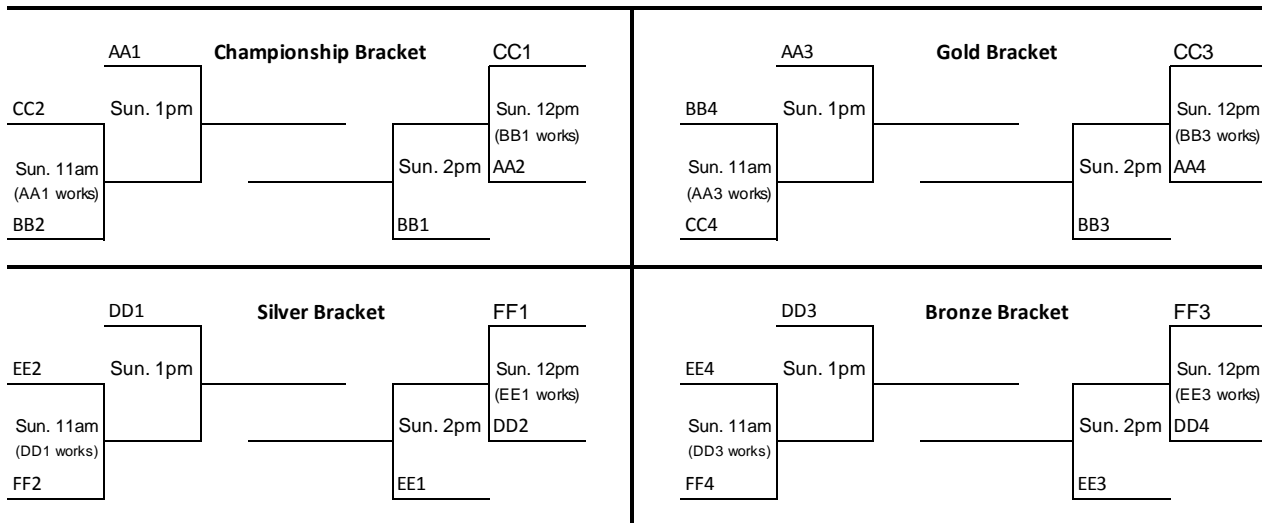 AA1
Championship Bracket
CC1
CC2
Sun. 1pm
Sun. 12pm
(BB1 works)
Sun. 11am
(AA1 works)
Sun. 2pm
AA2
BB2
BB1
AA3
Gold Bracket
CC3
BB4
Sun. 1pm
Sun. 12pm
(BB3 works)
Sun. 11am
(AA3 works)
Sun. 2pm
AA4
CC4
BB3
DD1
Silver Bracket
FF1
EE2
Sun. 1pm
Sun. 12pm
(EE1 works)
Sun. 11am
(DD1 works)
Sun. 2pm
DD2
FF2
EE1
DD3
Bronze Bracket
FF3
EE4
Sun. 1pm
Sun. 12pm
(EE3 works)
Sun. 11am
(DD3 works)
Sun. 2pm
DD4
FF4
EE3